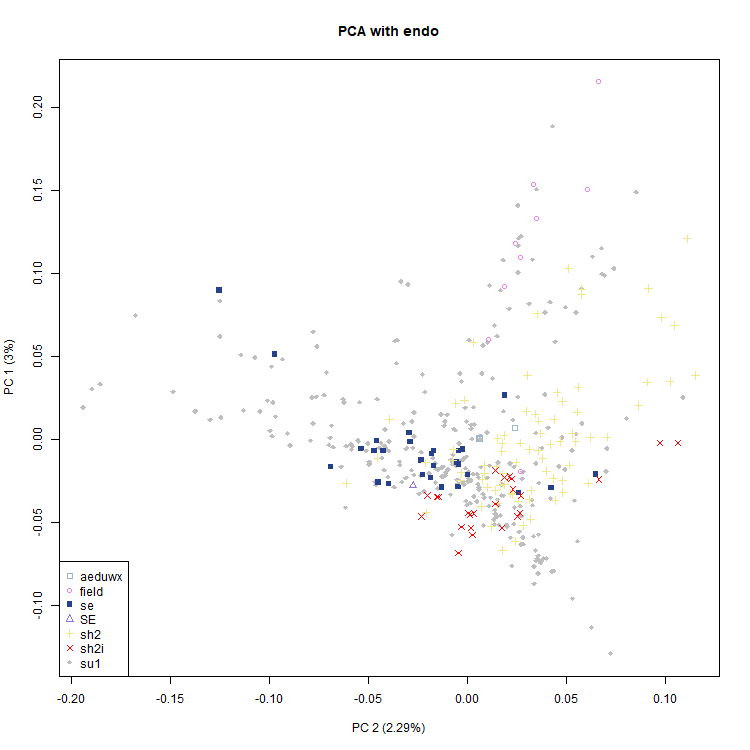 PCA with endo
PC 1 (3%)
0.20
0.15
0.10
0.05
0.00
-0.05
-0.10
aeduwx
field
se
SE
sh2
sh2i
su1
-0.20 -0.15 -0.10 -0.05 0.00 0.05 0.10
PC 2 (2.29%)